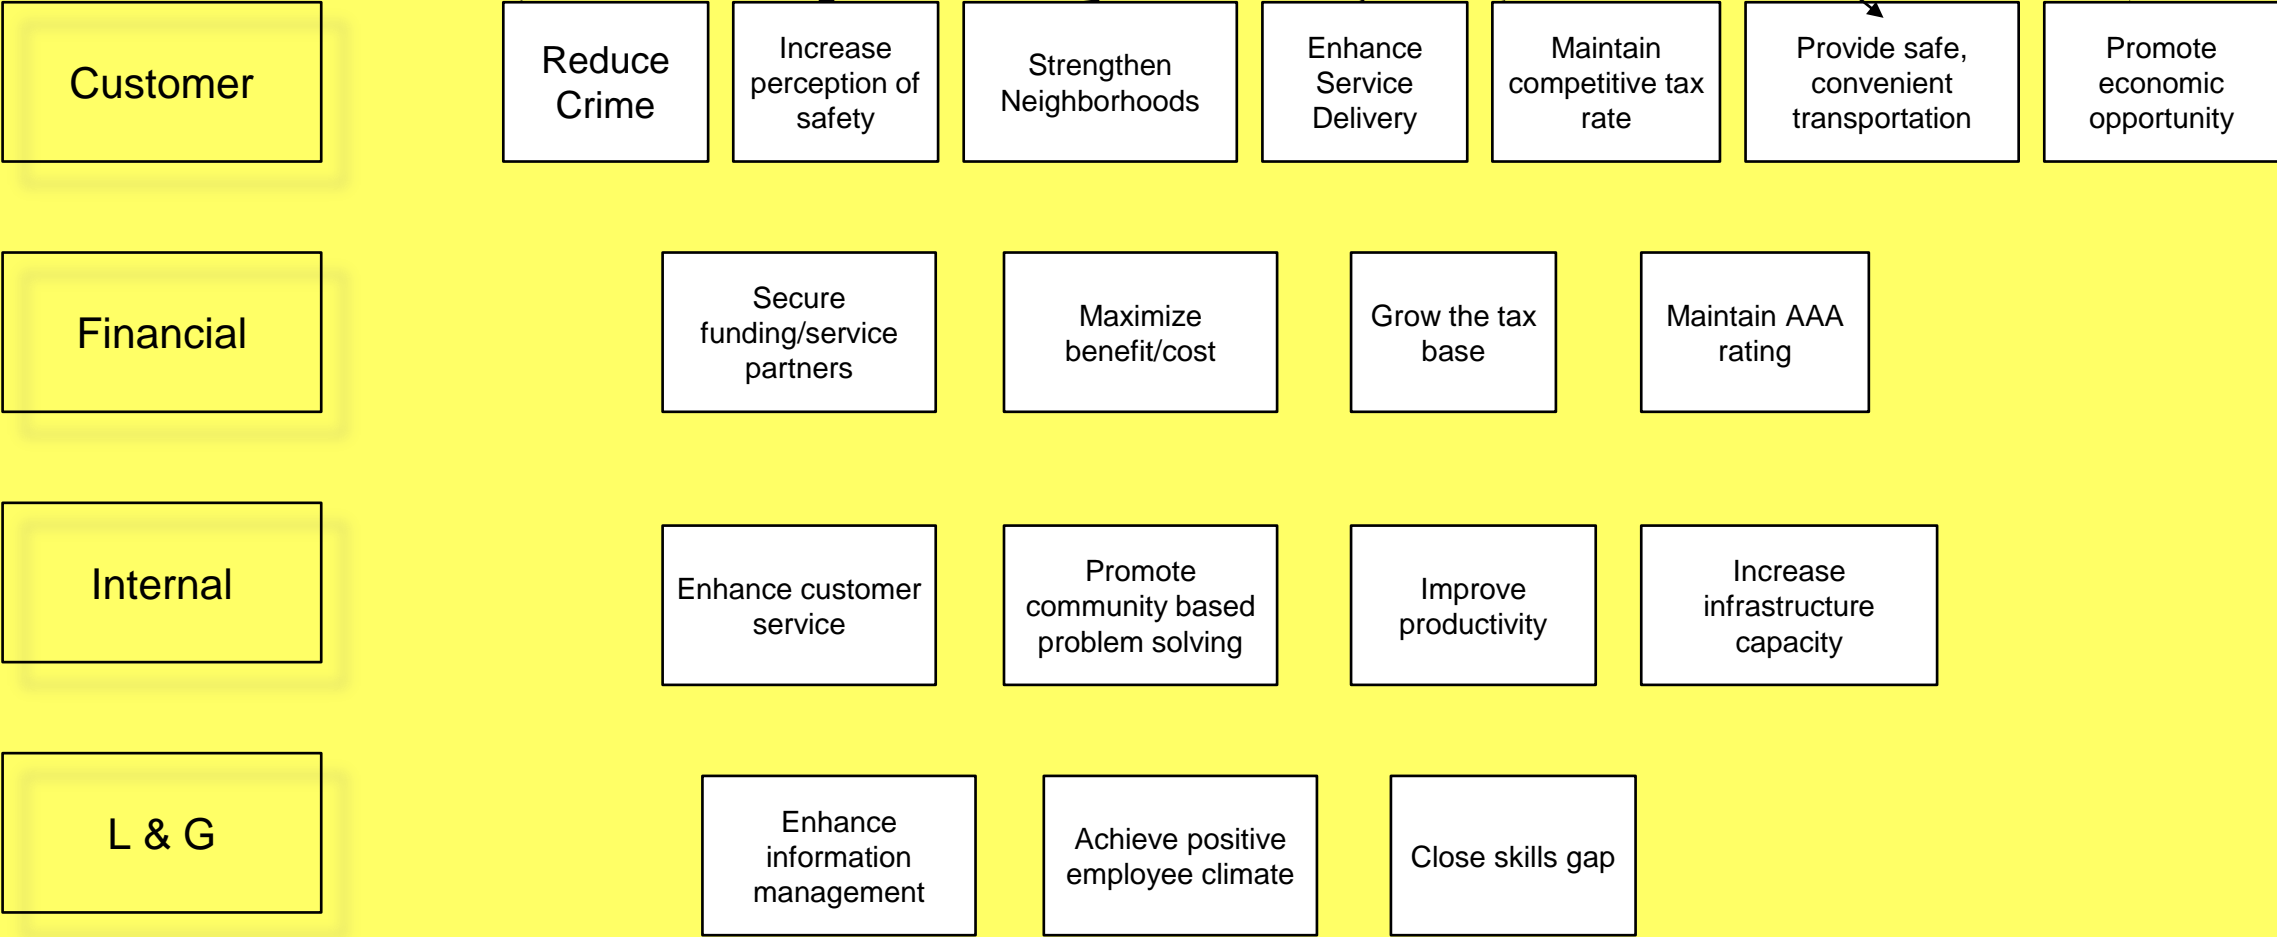 Customer
Reduce
Crime
Increase
perception of
safety
Strengthen
Neighborhoods
Enhance
Service
Delivery
Maintain
competitive tax
rate
Provide safe,
convenient
transportation
Promote
economic
opportunity
Financial
Secure
funding/service
partners
Maximize
benefit/cost
Grow the tax
base
Maintain AAA
rating
Internal
Enhance customer
service
Promote
community based
problem solving
Improve
productivity
Increase
infrastructure
capacity
L & G
Enhance
information
management
Achieve positive
employee climate
Close skills gap